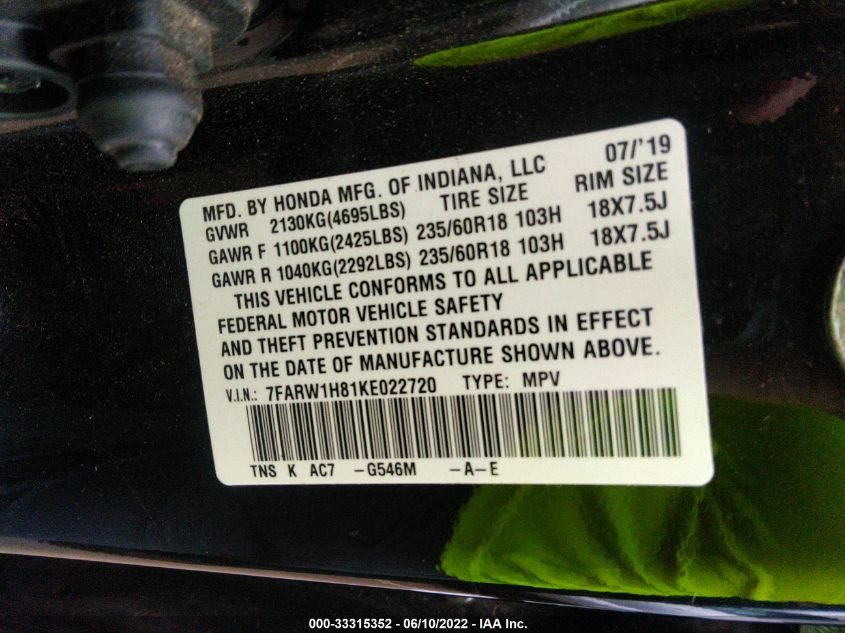 MFD. BY HONDA MFG. OF INDIANA, LLC 07/'19
GVWR 2130KG(4695LBS) TIRE SIZE RIM SIZE
GAWR F 1100KG(2425LBS) 235/60R18 103H 18X7.5J
GAWR R 1040KG(2292LBS) 235/60R18 103H 18X7.5J
THIS VEHICLE CONFORMS TO ALL APPLICABLE
FEDERAL MOTOR VEHICLE SAFETY
AND THEFT PREVENTION STANDARDS IN EFFECT
ON THE DATE OF MANUFACTURE SHOWN ABOVE.
V.I.N.: 7FARW1H81KE022720 TYPE: MPV
TNS K AC7 -G546M -A-E
000-33315352 - 06/10/2022 - IAA Inc.